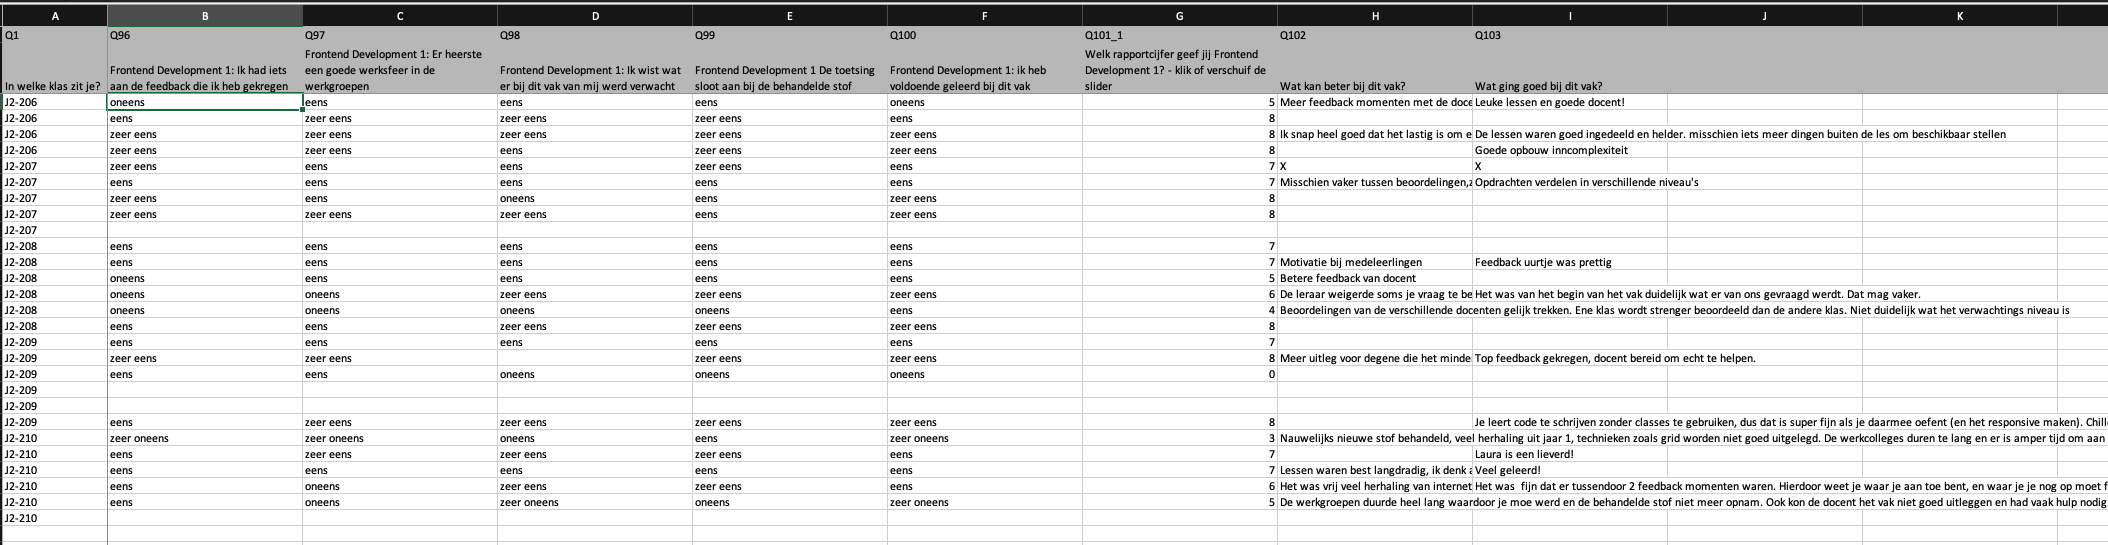 A B C D E F G H I J K
Q1 Q96 Q97 Q98 Q99 Q100 Q101_1 Q102 Q103
In welke klas zit je?
Frontend Development 1: Ik had iets
aan de feedback die ik heb gekregen
Frontend Development 1: Er heerste
een goede werksfeer in de
werkgroepen
Frontend Development 1: Ik wist wat
er bij dit vak van mij werd verwacht
Frontend Development 1 De toetsing
sloot aan bij de behandelde stof
Frontend Development 1: ik heb
voldoende geleerd bij dit vak
Welk rapportcijfer geef jij Frontend
Development 1? - klik of verschuif de
slider
Wat kan beter bij dit vak?
Wat ging goed bij dit vak?
J2-206 oneens eens eens eens oneens 5 Meer feedback momenten met de doce Leuke lessen en goede docent!
J2-206 eens zeer eens zeer eens zeer eens eens 8
J2-206 zeer eens zeer eens zeer eens zeer eens zeer eens 8 Ik snap heel goed dat het lastig is om e De lessen waren goed ingedeeld en helder. misschien iets meer dingen buiten de les om beschikbaar stellen
J2-206 zeer eens zeer eens eens zeer eens zeer eens 8 Goede opbouw inncomplexiteit
J2-207 zeer eens eens eens zeer eens eens 7 X X
J2-207 eens eens eens eens eens 7 Misschien vaker tussen beoordelingen, Opdrachten verdelen in verschillende niveau's
J2-207 zeer eens eens oneens eens zeer eens 8
J2-207 zeer eens zeer eens zeer eens eens zeer eens 8
J2-207
J2-208 eens eens eens eens eens 7
J2-208 eens eens eens eens eens 7 Motivatie bij medeleerlingen Feedback uurtje was prettig
J2-208 oneens eens eens eens eens 5 Betere feedback van docent
J2-208 oneens oneens zeer eens zeer eens zeer eens 6 De leraar weigerde soms je vraag te be Het was van het begin van het vak duidelijk wat er van ons gevraagd werdt. Dat mag vaker.
J2-208 oneens oneens oneens oneens eens 4 Beoordelingen van de verschillende docenten gelijk trekken. Ene klas wordt strenger beoordeeld dan de andere klas. Niet duidelijk wat het verwachtings niveau is
J2-208 eens eens zeer eens zeer eens zeer eens 8
J2-209 eens eens eens eens eens 7
J2-209 zeer eens zeer eens zeer eens zeer eens 8 Meer uitleg voor degene die het minde Top feedback gekregen, docent bereid om echt te helpen.
J2-209 eens eens oneens oneens oneens 0
J2-209
J2-209
J2-209 eens zeer eens zeer eens zeer eens zeer eens 8 Je leert code te schrijven zonder classes te gebruiken, dus dat is super fijn als je daarmee oefent (en het responsive maken). Chill
J2-210 zeer oneens zeer oneens oneens eens zeer oneens 3 Nauwelijks nieuwe stof behandeld, veel herhaling uit jaar 1, technieken zoals grid worden niet goed uitgelegd. De werkcolleges duren te lang en er is amper tijd om aan
J2-210 eens zeer eens zeer eens zeer eens eens 7 Laura is een lieverd!
J2-210 eens eens eens eens eens 7 Lessen waren best langdradig, ik denk Veel geleerd!
J2-210 eens oneens zeer eens zeer eens eens 6 Het was vrij veel herhaling van internet Het was fijn dat er tussendoor 2 feedback momenten waren. Hierdoor weet je waar je aan toe bent, en waar je je nog op moet f
J2-210 eens oneens zeer oneens oneens zeer oneens 5 De werkgroepen duurde heel lang waardoor je moe werd en de behandelde stof niet meer opnam. Ook kon de docent het vak niet goed uitleggen en had vaak hulp nodig
J2-210